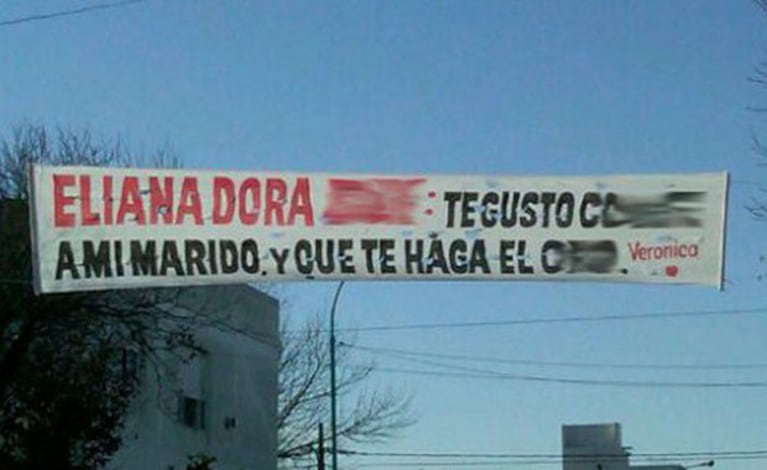 ELIANA DORA : TE GUSTO
A MI MARIDO. Y QUE TE HAGA EL
Veronica